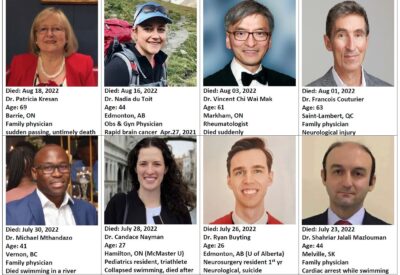 Died: Aug 18, 2022
Dr. Patricia Kresan
Age: 69
Barrie, ON
Family physician
sudden passing, untimely death
Died: Aug 16, 2022
Dr. Nadia du Toit
Age: 44
Edmonton, AB
Obs & Gyn Physician
Rapid brain cancer Apr.27, 2021
Died: Aug 03, 2022
Dr. Vincent Chi Wai Mak
Age: 61
Markham, ON
Rheumatologist
Died suddenly
Died: Aug 01, 2022
Dr. Francois Couturier
Age: 63
Saint-Lambert, QC
Family physician
Neurological injury
Died: July 30, 2022
Dr. Michael Mthandazo
Age: 41
Vernon, BC
Family physician
Died swimming in a river
Died: July 28, 2022
Dr. Candace Nayman
Age: 27
Hamilton, ON (McMaster U)
Pediatrics resident, triathlete
Collapsed swimming, died after
Died: July 26, 2022
Dr. Ryan Buyting
Age: 26
Edmonton, AB (U of Alberta)
Neurosurgery resident 1st yr
Neurological, suicide
Died: July 23, 2022
Dr. Shahriar Jalali Mazlouman
Age: 44
Melville, SK
Family physician
Cardiac arrest while swimming